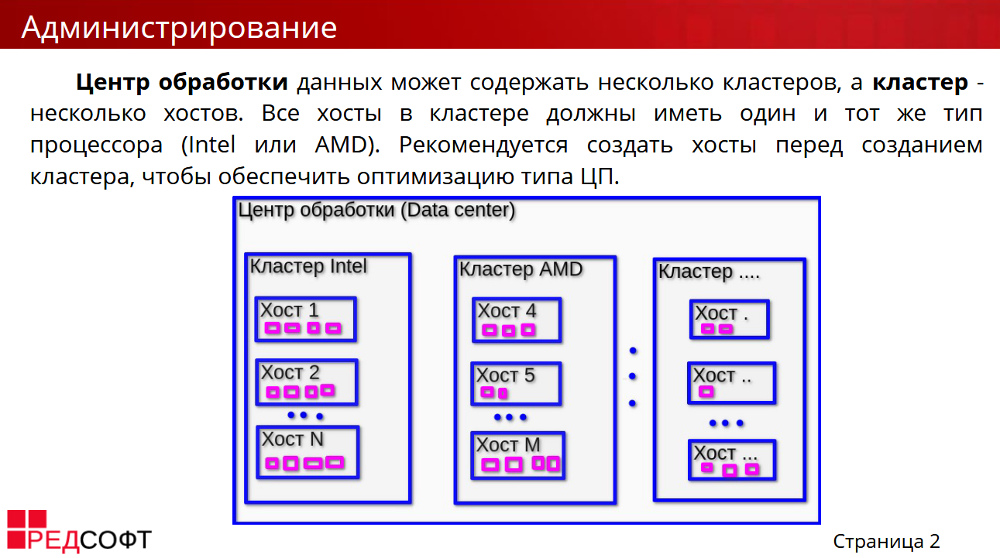 Администрирование
Центр обработки данных может содержать несколько кластеров, а кластер -
несколько хостов. Все хосты в кластере должны иметь один и тот же тип
процессора (Intel или AMD). Рекомендуется создать хосты перед созданием
кластера, чтобы обеспечить оптимизацию типа ЦП.
Центр обработки (Data center)
Кластер Intel
Хост 1
Хост 2
Хост N
Кластер AMD
Хост 4
Хост 5
Хост M
Кластер ....
Хост .
Хост ..
Хост ...
РЕДСОФТ
Страница 2